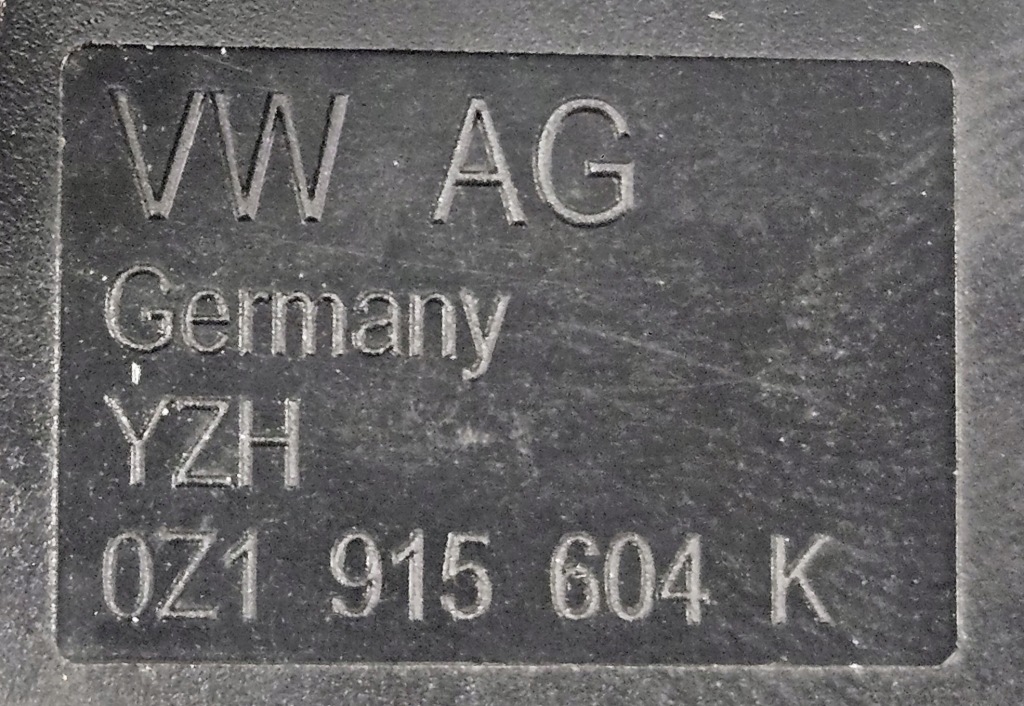 VW AG
Germany
YZH
0Z1 915 604 K